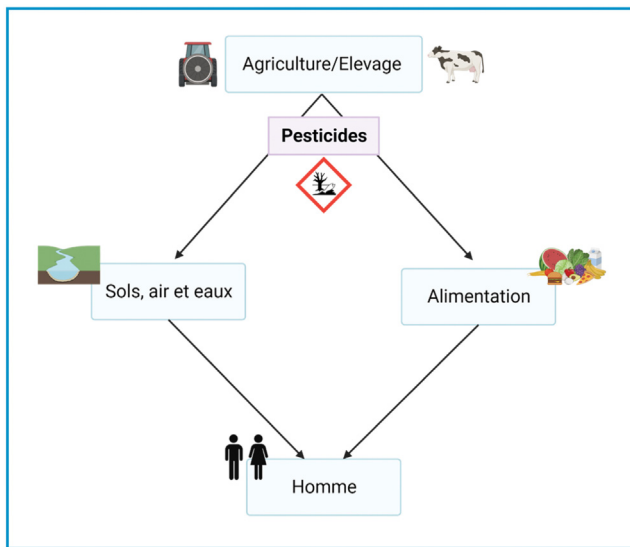 Agriculture/Elevage
Pesticides
Sols, air et eaux
Alimentation
Homme